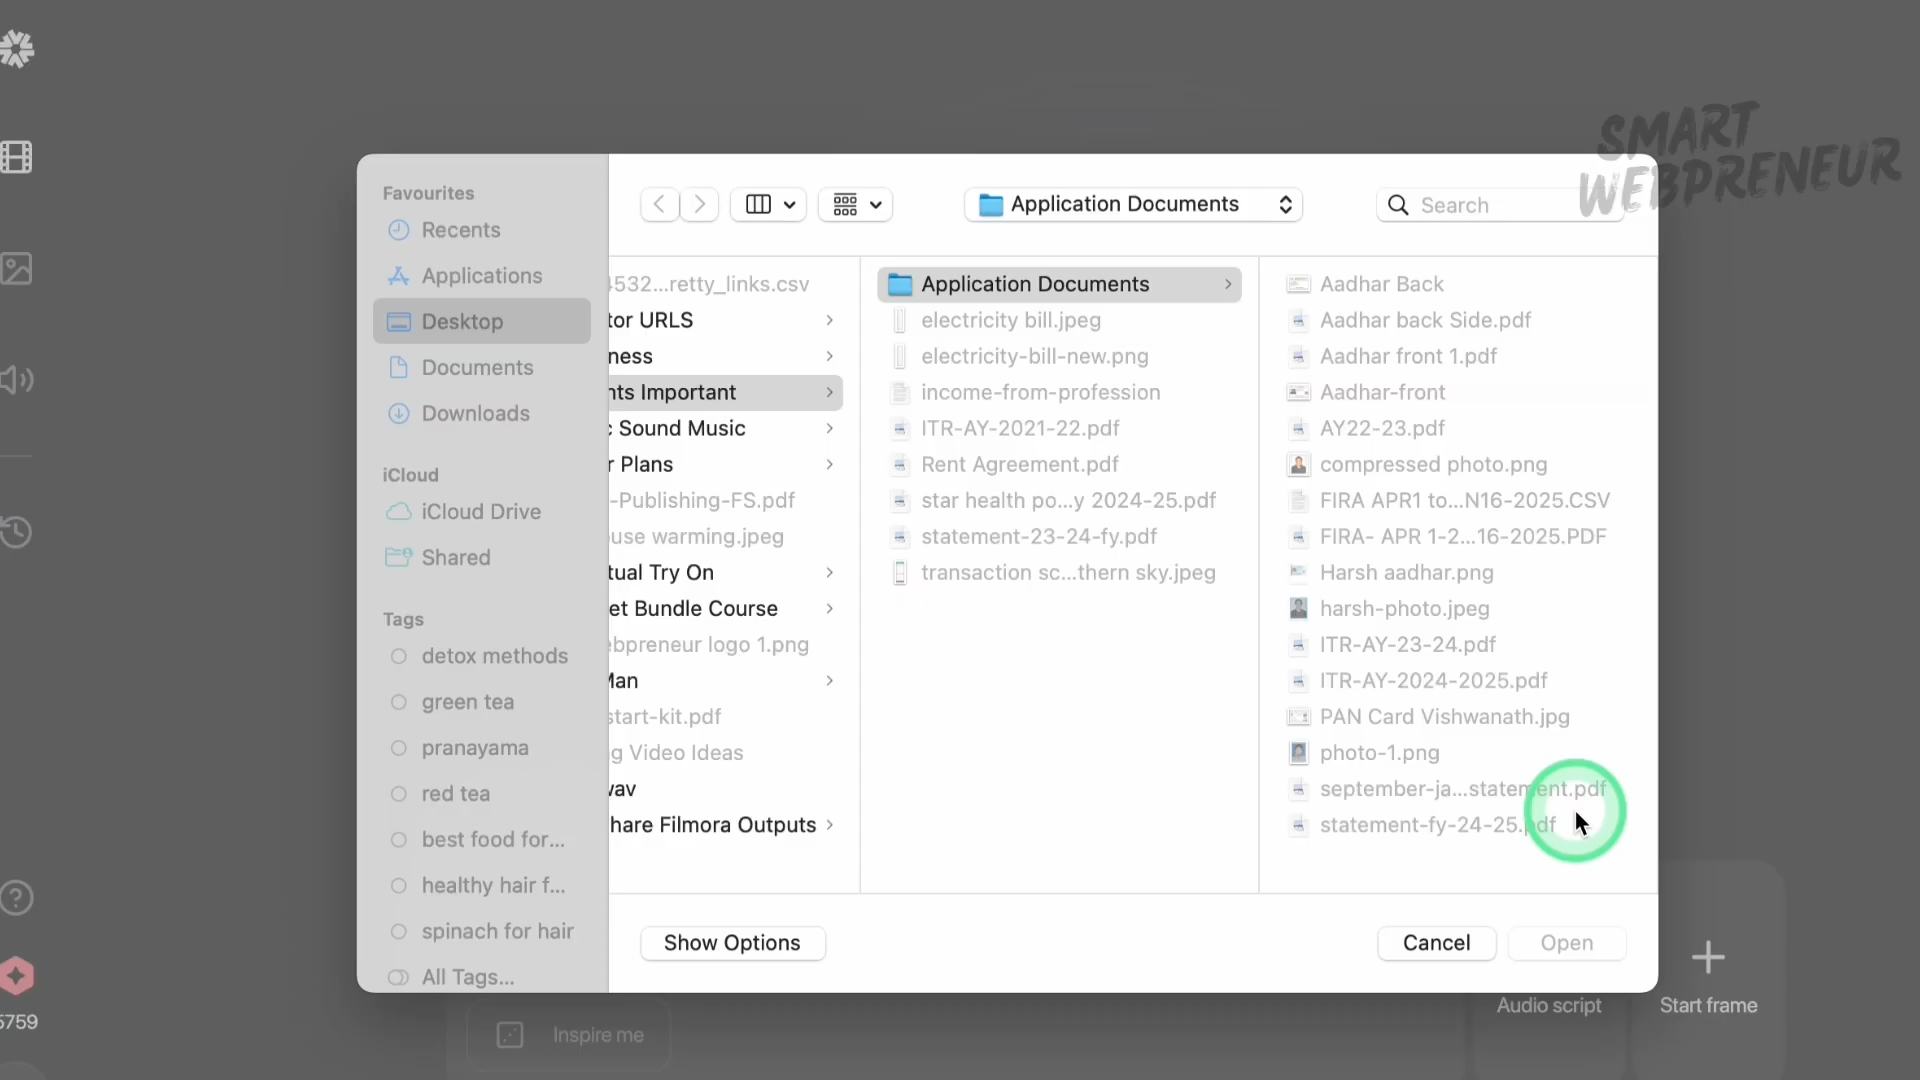 SMART
WEBPRENEUR
Favourites
Recents
Applications
Desktop
Documents
Downloads
iCloud
iCloud Drive
Shared
Tags
detox methods
green tea
pranayama
red tea
best food for...
healthy hair f...
spinach for hair
All Tags...
Application Documents
Search
4532...retty_links.csv
tor URLS
ness
nts Important
c Sound Music
r Plans
-Publishing-FS.pdf
use warming.jpeg
tual Try On
et Bundle Course
ebpreneur logo 1.png
Man
start-kit.pdf
g Video Ideas
wav
hare Filmora Outputs
Application Documents
electricity bill.jpeg
electricity-bill-new.png
income-from-profession
ITR-AY-2021-22.pdf
Rent Agreement.pdf
star health po...y 2024-25.pdf
statement-23-24-fy.pdf
transaction sc...thern sky.jpeg
Aadhar Back
Aadhar back Side.pdf
Aadhar front 1.pdf
Aadhar-front
AY22-23.pdf
compressed photo.png
FIRA APR1 to...N16-2025.CSV
FIRA- APR 1-2...16-2025.PDF
Harsh aadhar.png
harsh-photo.jpeg
ITR-AY-23-24.pdf
ITR-AY-2024-2025.pdf
PAN Card Vishwanath.jpg
photo-1.png
september-ja...statement.pdf
statement-fy-24-25.pdf
Show Options
Cancel
Open
5759
Inspire me
Audio script
Start frame